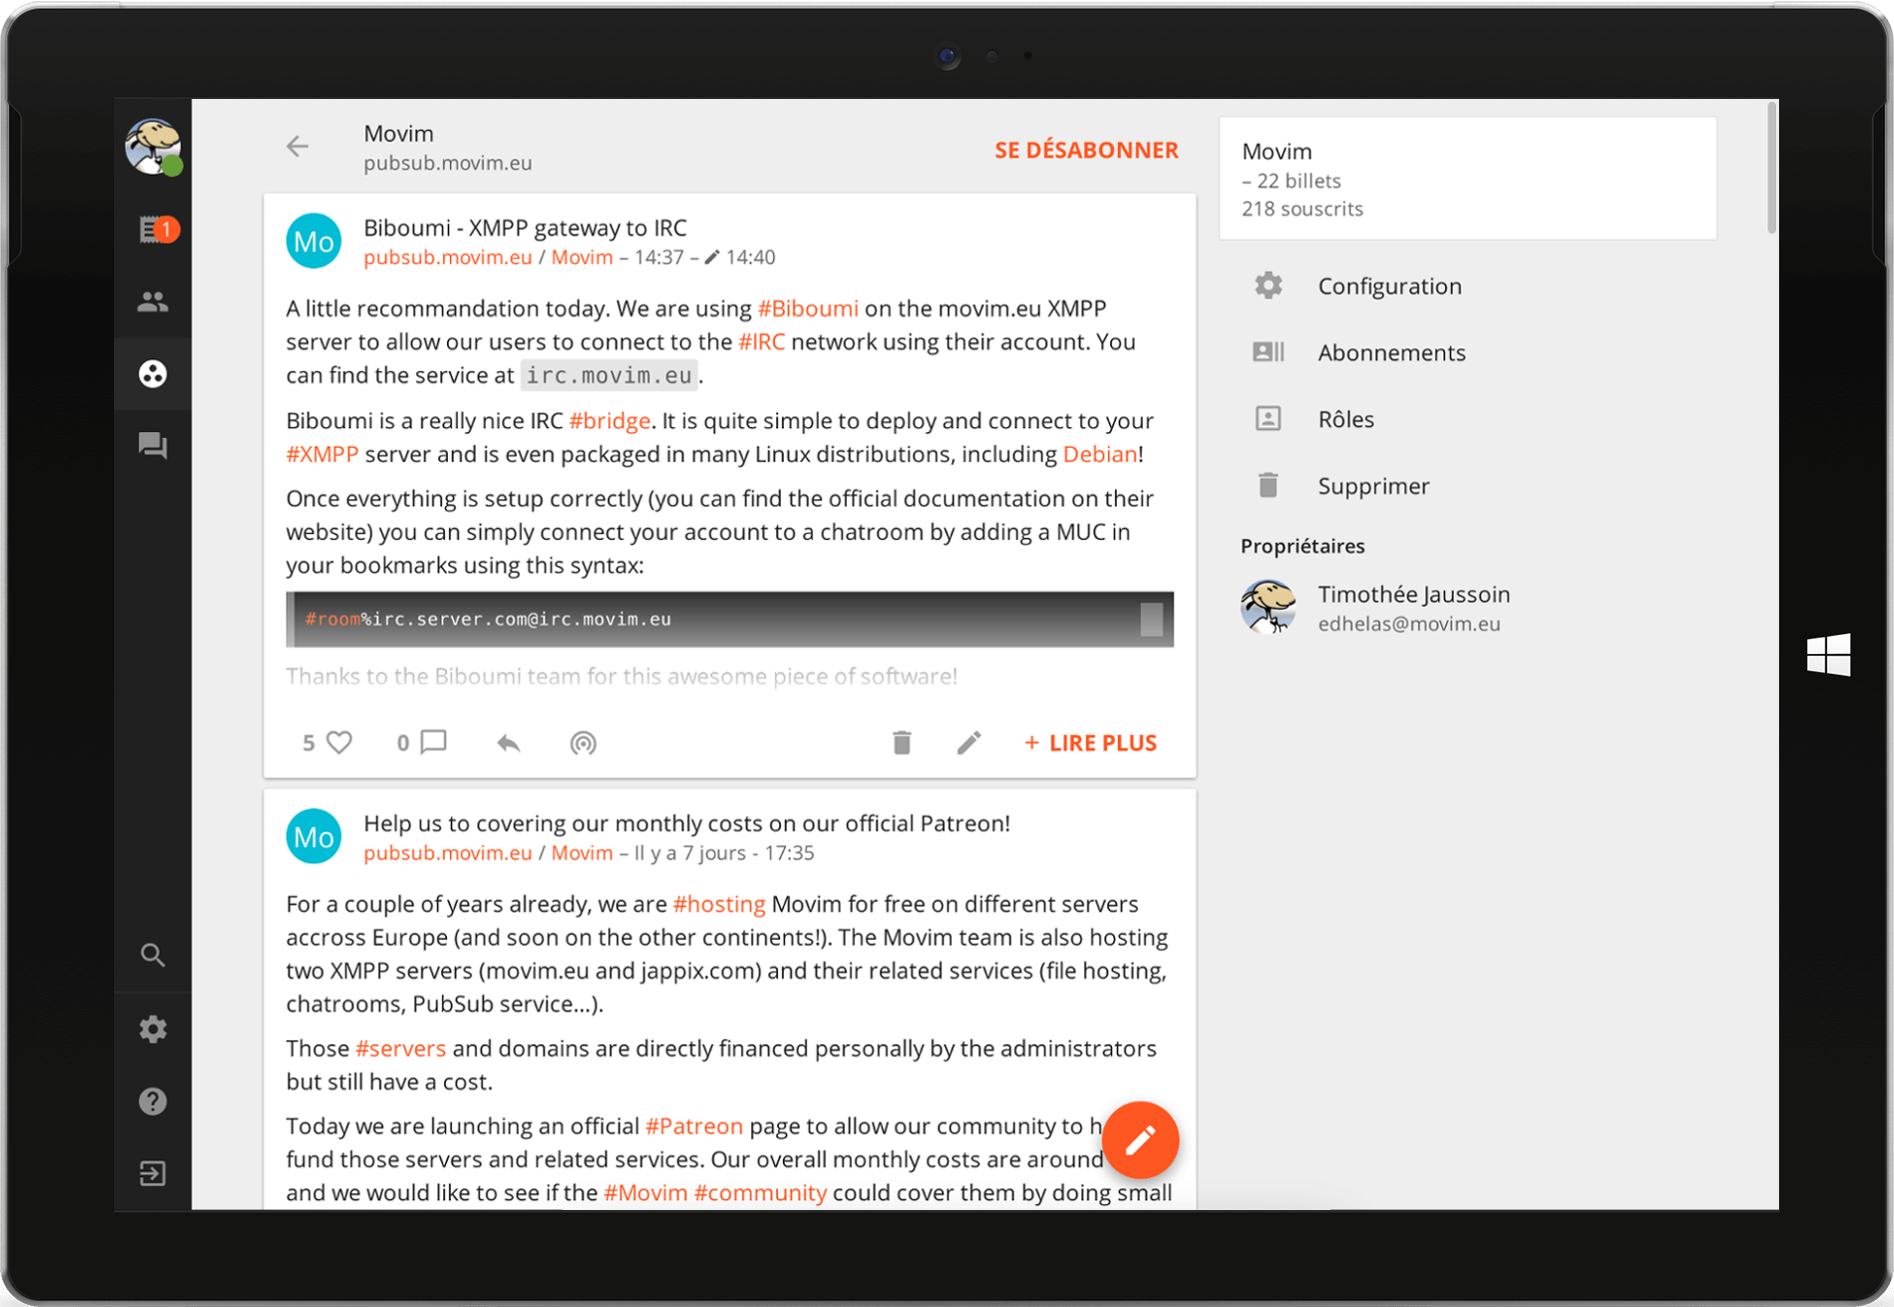 Movim
pubsub.movim.eu
SE DÉSABONNER
1
Mo
Biboumi - XMPP gateway to IRC
pubsub.movim.eu / Movim – 14:37 – 14:40
A little recommandation today. We are using #Biboumi on the movim.eu XMPP
server to allow our users to connect to the #IRC network using their account. You
can find the service at irc.movim.eu.
Biboumi is a really nice IRC #bridge. It is quite simple to deploy and connect to your
#XMPP server and is even packaged in many Linux distributions, including Debian!
Once everything is setup correctly (you can find the official documentation on their
website) you can simply connect your account to a chatroom by adding a MUC in
your bookmarks using this syntax:
#room%irc.server.com@irc.movim.eu
Thanks to the Biboumi team for this awesome piece of software!
5
0
+ LIRE PLUS
Mo
Help us to covering our monthly costs on our official Patreon!
pubsub.movim.eu / Movim – Il y a 7 jours - 17:35
For a couple of years already, we are #hosting Movim for free on different servers
accross Europe (and soon on the other continents!). The Movim team is also hosting
two XMPP servers (movim.eu and jappix.com) and their related services (file hosting,
chatrooms, PubSub service...).
Those #servers and domains are directly financed personally by the administrators
but still have a cost.
Today we are launching an official #Patreon page to allow our community to h
fund those servers and related services. Our overall monthly costs are around
and we would like to see if the #Movim #community could cover them by doing small
Movim
– 22 billets
218 souscrits
Configuration
Abonnements
Rôles
Supprimer
Propriétaires
Timothée Jaussoin
edhelas@movim.eu